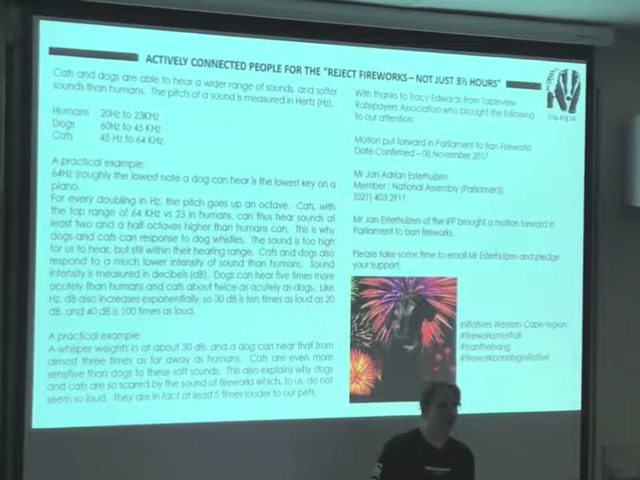 ACTIVELY CONNECTED PEOPLE FOR THE "REJECT FIREWORKS – NOT JUST 3½ HOURS"
Cats and dogs are able to hear a wider range of sounds, and softer
sounds than humans. The pitch of a sound is measured in Hertz (Hz).
Humans 20Hz to 23KHz
Dogs 60Hz to 45 KHz
Cats 45 Hz to 64 KHz
A practical example:
64Hz (roughly the lowest note a dog can hear is the lowest key on a
piano.
For every doubling in Hz, the pitch goes up an octave. Cats, with
the top range of 64 KHz vs 23 in humans, can thus hear sounds at
least two and a half octaves higher than humans can. This is why
dogs and cats can response to dog whistles. The sound is too high
for us to hear, but still within their hearing range. Cats and dogs also
respond to a much lower intensity of sound than humans. Sound
intensity is measured in decibels (dB). Dogs can hear five times more
acutely than humans and cats about twice as acutely as dogs. Like
Hz, dB also increases exponentially, so 30 dB is ten times as loud as 20
dB, and 40 dB is 100 times as loud.
A practical example:
A whisper weights in at about 30 dB, and a dog can hear that from
almost three times as far away as humans. Cats are even more
sensitive than dogs to these soft sounds. This also explains why dogs
and cats are so scared by the sound of fireworks which, to us, do not
seem so loud. They are in fact at least 5 times louder to our pets.
With thanks to Tracy Edwards from Tableview
Ratepayers Association who brought the following
to our attention:
Motion put forward in Parliament to Ban Fireworks
Date Confirmed – 08 November 2017
Mr Jan Adrian Esterhuizen
Member : National Assembly (Parliament)
(021) 403 2911
Mr Jan Esterhuizen of the IFP brought a motion forward in
Parliament to ban fireworks.
Please take some time to email Mr Esterhuizen and pledge
your support:
Initiatives Western Cape region:
#fireworksmustfall
#banthebang
#fireworkbanninginitiative